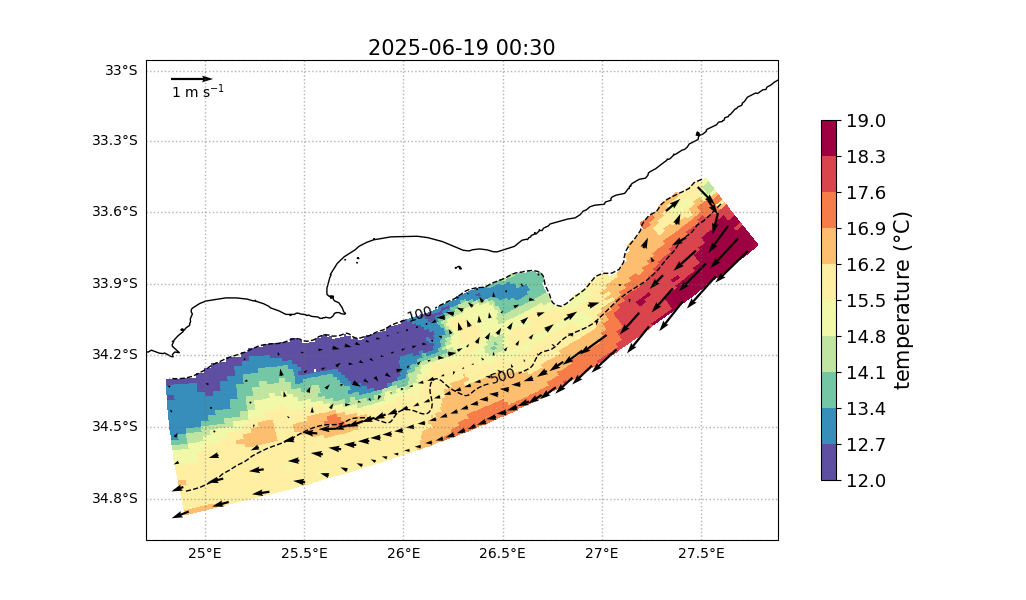 2025-06-19 00:30
33°S
33.3°S
33.6°S
33.9°S
34.2°S
34.5°S
34.8°S
1 m s⁻¹
100
500
25°E
25.5°E
26°E
26.5°E
27°E
27.5°E
19.0
18.3
17.6
16.9
16.2
15.5
14.8
14.1
13.4
12.7
12.0
temperature (°C)